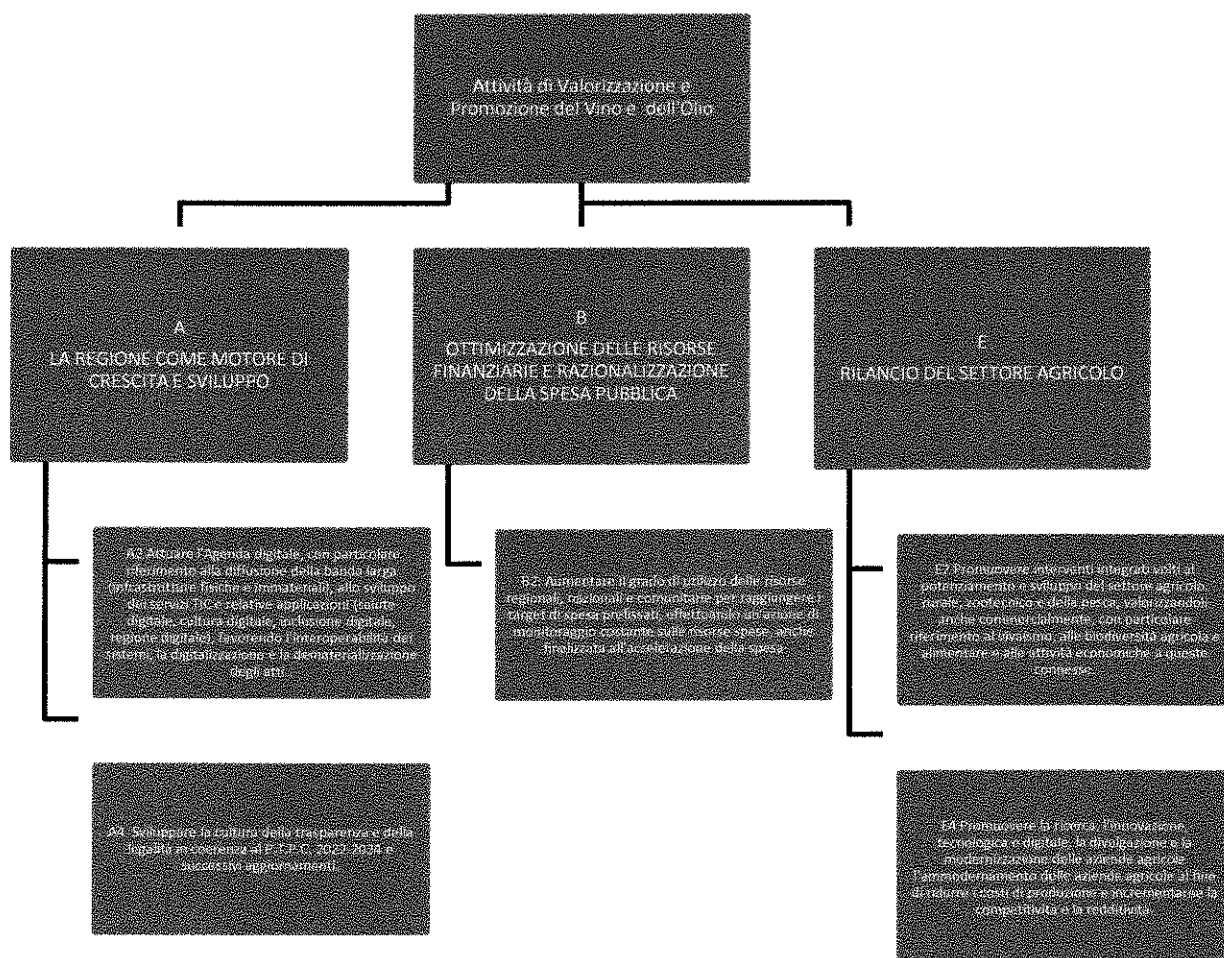 Attività di Valorizzazione e
Promozione del Vino e dell'Olio
A
LA REGIONE COME MOTORE DI
CRESCITA E SVILUPPO
B
OTTIMIZZAZIONE DELLE RISORSE
FINANZIARIE E RAZIONALIZZAZIONE
DELLA SPESA PUBBLICA
E
RILANCIO DEL SETTORE AGRICOLO
A2 Attuare l'Agenda digitale, con particolare
riferimento alla diffusione della banda larga
(infrastrutture fisiche e immateriali), allo sviluppo
dei servizi TIC e relative applicazioni (salute
digitale, cultura digitale, inclusione digitale,
regione digitale), favorendo l'interoperabilità dei
sistemi, la digitalizzazione e la dematerializzazione
degli atti.
A4 Sviluppare la cultura della trasparenza e della
legalità in coerenza al P.T.P.C. 2022-2024 e
successivi aggiornamenti.
B2 Aumentare il grado di utilizzo delle risorse
regionali, nazionali e comunitarie per raggiungere i
target di spesa prefissati, effettuando un'azione di
monitoraggio costante sulle risorse spese, anche
finalizzata all'accelerazione della spesa.
E2 Promuovere interventi integrati volti al
potenziamento e sviluppo del settore agricolo
rurale, zootecnico e della pesca, valorizzandoli
anche commercialmente, con particolare
riferimento al vivaismo, alle biodiversità agricola e
alimentare e alle attività economiche a queste
connesse.
E4 Promuovere la ricerca, l'innovazione
tecnologica e digitale, la divulgazione e la
modernizzazione delle aziende agricole
l'ammodernamento delle aziende agricole al fine
di ridurre i costi di produzione e incrementarne la
competitività e la redditività.